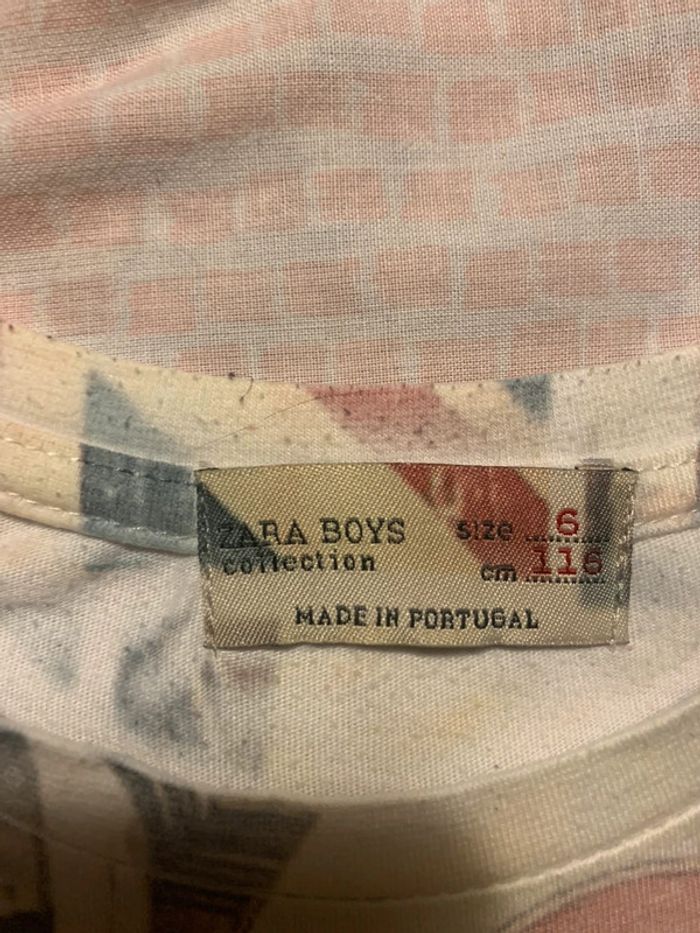 ZARA BOYS size 6
collection cm 116
MADE IN PORTUGAL